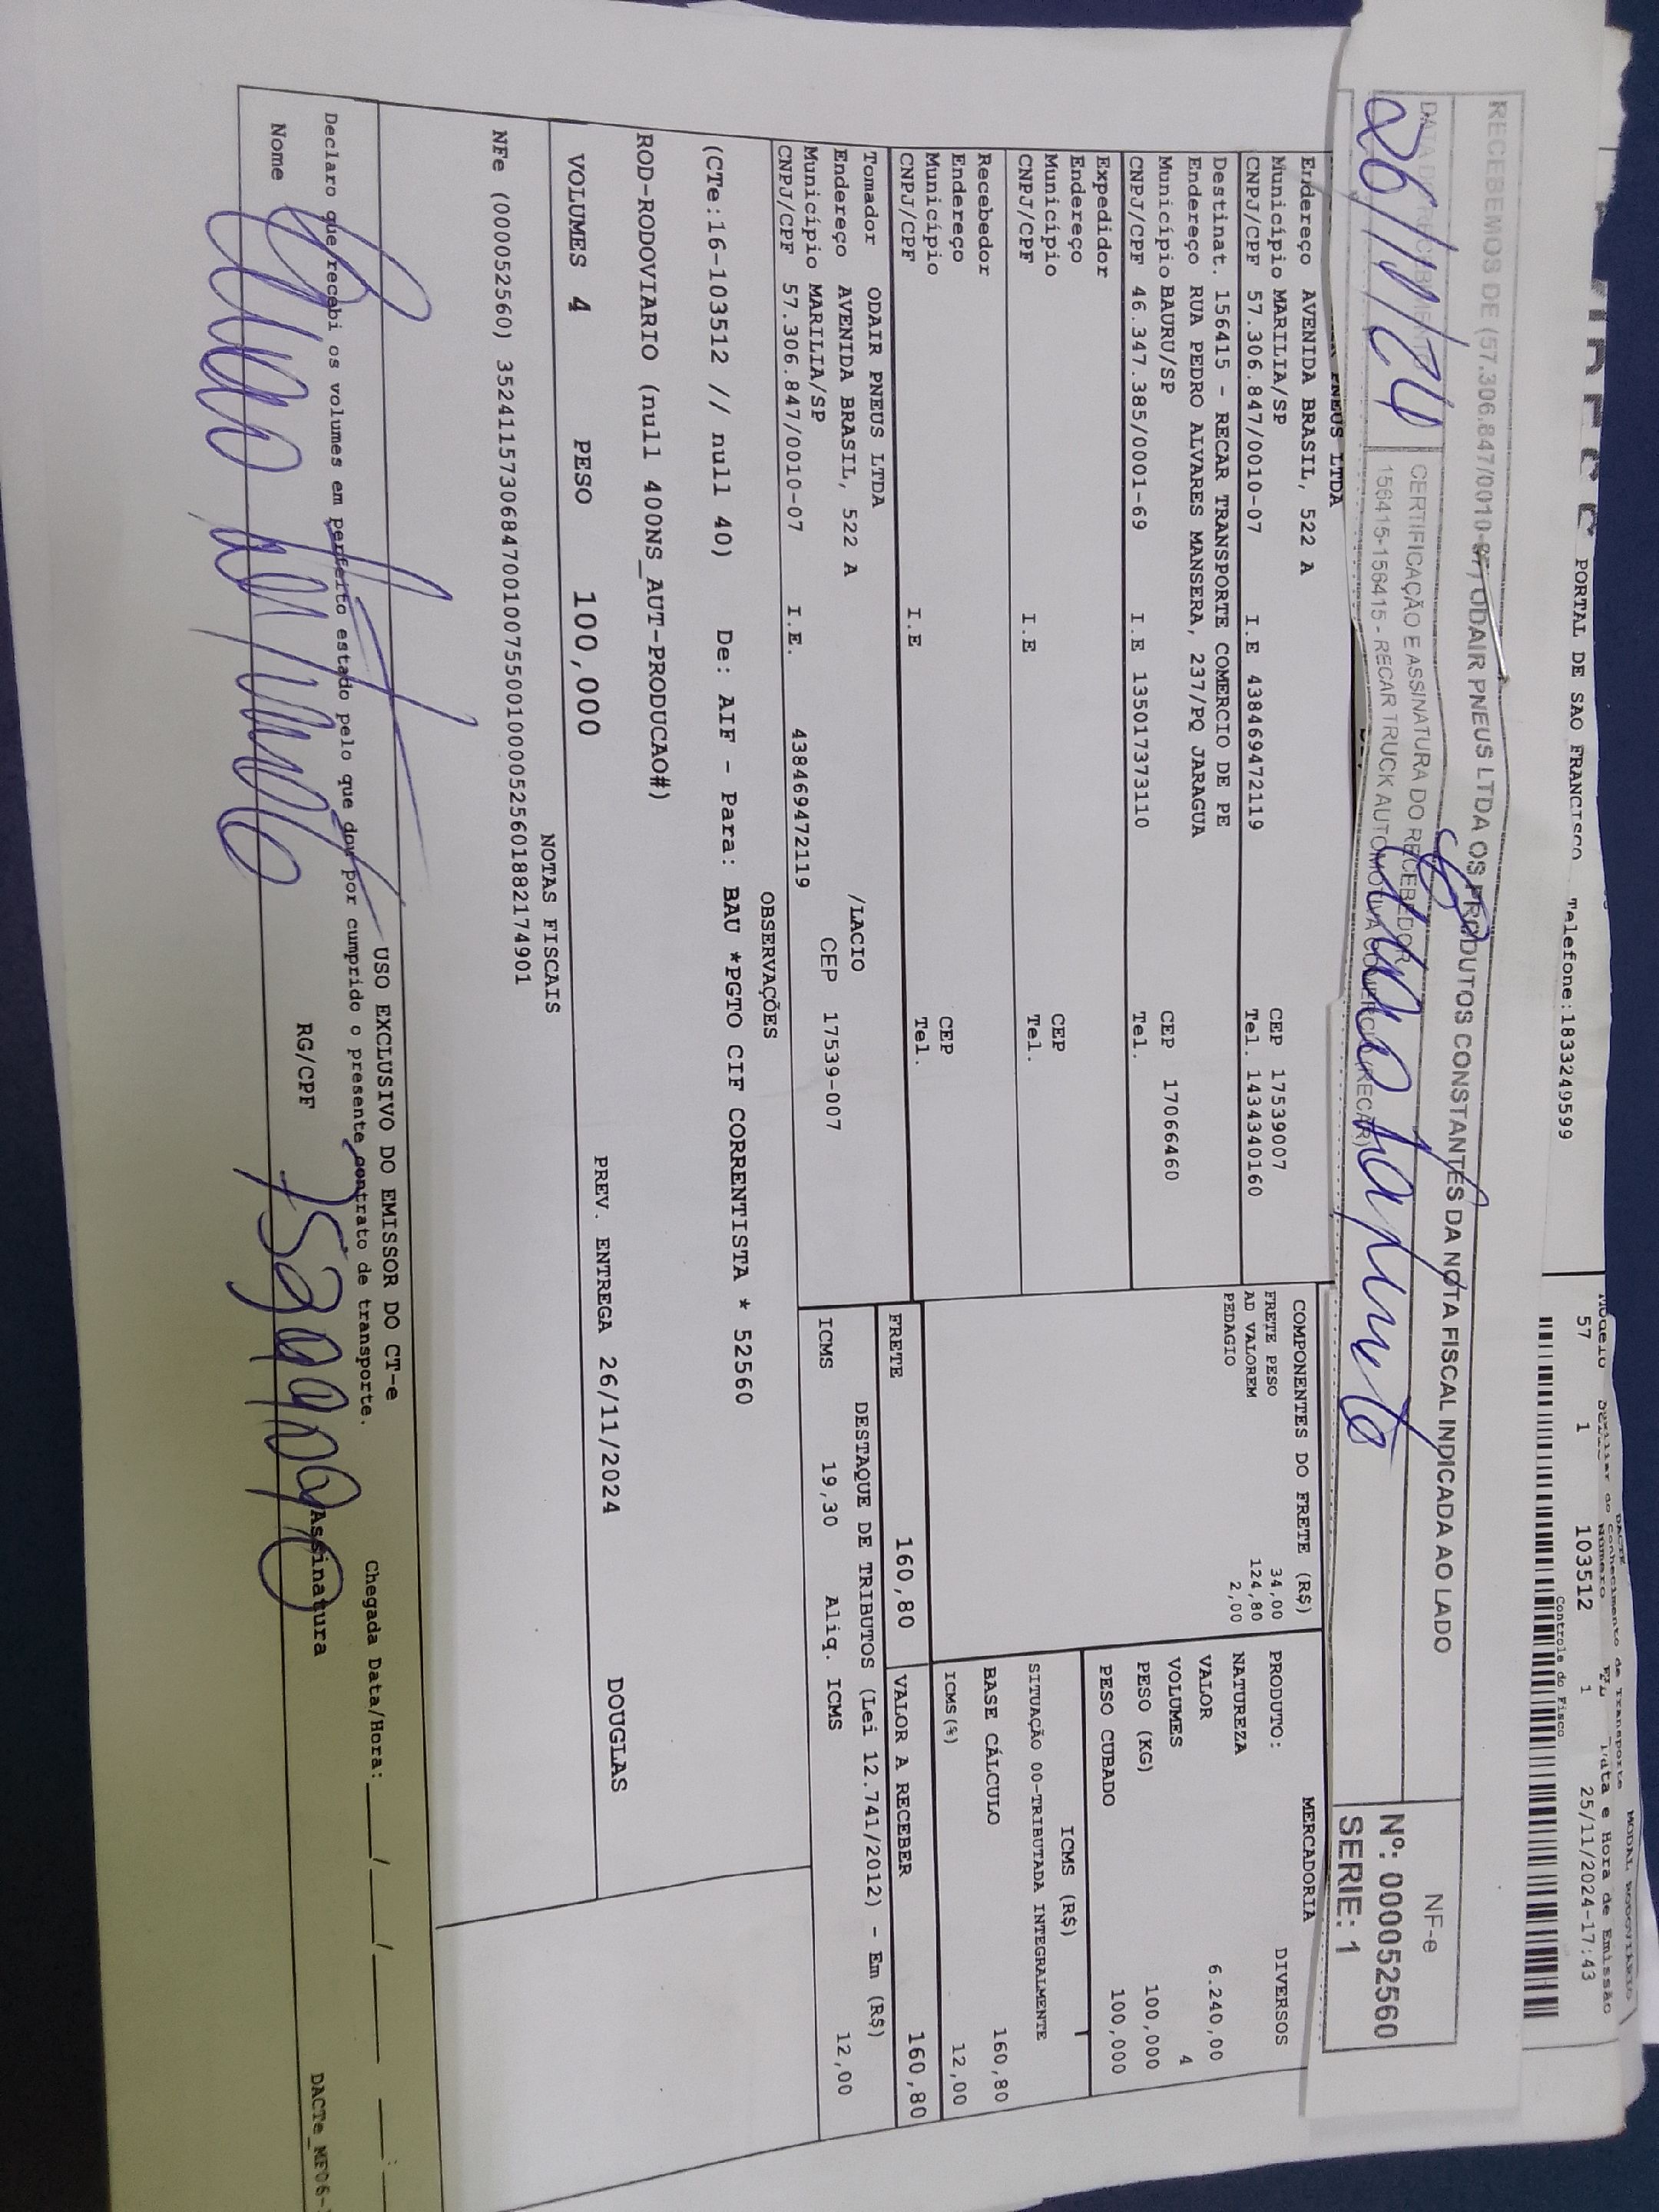 PORTAL DE SAO FRANCISCO Telefone:1833249599
MODAL RODOVIÁRIO
DACTE
57 1 103512 1 25/11/2024-17:43
Controle do Fisco
RECEBEMOS DE (57.306.847/0010-07) ODAIR PNEUS LTDA OS PRODUTOS CONSTANTES DA NOTA FISCAL INDICADA AO LADO
DATA DE RECEBIMENTO
CERTIFICAÇÃO E ASSINATURA DO RECEBEDOR
156415-156415 - RECAR TRUCK AUTOMOTIVA COMERCIO (RECAR)
26/11/24
NF-e
Nº: 000052560
SERIE: 1
PNEUS LTDA
Endereço AVENIDA BRASIL, 522 A
Município MARILIA/SP CEP 17539007
CNPJ/CPF 57.306.847/0010-07 I.E 438469472119 Tel. 1434340160
Destinat. 156415 - RECAR TRANSPORTE COMERCIO DE PE
Endereço RUA PEDRO ALVARES MANSERA, 237/PQ JARAGUA
Município BAURU/SP CEP 17066460
CNPJ/CPF 46.347.385/0001-69 I.E 135017373110 Tel.
Expedidor
Endereço
Município CEP
CNPJ/CPF I.E Tel.
Recebedor
Endereço
Município CEP
CNPJ/CPF I.E Tel.
Tomador ODAIR PNEUS LTDA
Endereço AVENIDA BRASIL, 522 A /LACIO
Município MARILIA/SP CEP 17539-007
CNPJ/CPF 57.306.847/0010-07 I.E. 438469472119
COMPONENTES DO FRETE (R$)
FRETE PESO 34,00
AD VALOREM 124,80
PEDAGIO 2,00
MERCADORIA
PRODUTO: DIVERSOS
NATUREZA
VALOR 6.240,00
VOLUMES 4
PESO (KG) 100,000
PESO CUBADO 100,000
ICMS (R$)
SITUAÇÃO 00-TRIBUTADA INTEGRALMENTE
BASE CÁLCULO 160,80
ICMS(%) 12,00
FRETE 160,80 VALOR A RECEBER 160,80
DESTAQUE DE TRIBUTOS (Lei 12.741/2012) - Em (R$)
ICMS 19,30 Aliq. ICMS 12,00
OBSERVAÇÕES
(CTe:16-103512 // null 40) De: AIF - Para: BAU *PGTO CIF CORRENTISTA * 52560
ROD-RODOVIARIO (null 400NS_AUT-PRODUCAO#)
VOLUMES 4 PESO 100,000 PREV. ENTREGA 26/11/2024 DOUGLAS
NOTAS FISCAIS
NFe (000052560) 35241157306847001007550010000525601882174901
USO EXCLUSIVO DO EMISSOR DO CT-e
Declaro que recebi os volumes em perfeito estado pelo que dou por cumprido o presente contrato de transporte.
Chegada Data/Hora:____/____/____ ____:
Nome RG/CPF Assinatura
DACTe_MF06-